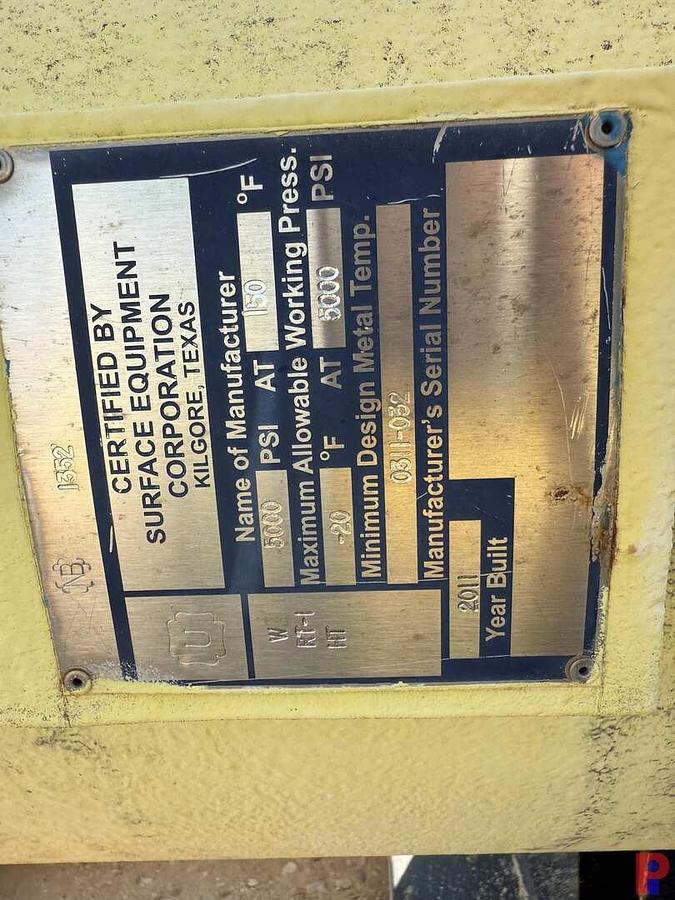 NB 1352
CERTIFIED BY
SURFACE EQUIPMENT
CORPORATION
KILGORE, TEXAS
Name of Manufacturer
5000 PSI AT 150 °F
Maximum Allowable Working Press.
-20 °F AT 5000 PSI
Minimum Design Metal Temp.
0311-032
Manufacturer's Serial Number
U
W
RT-1
HT
2011
Year Built